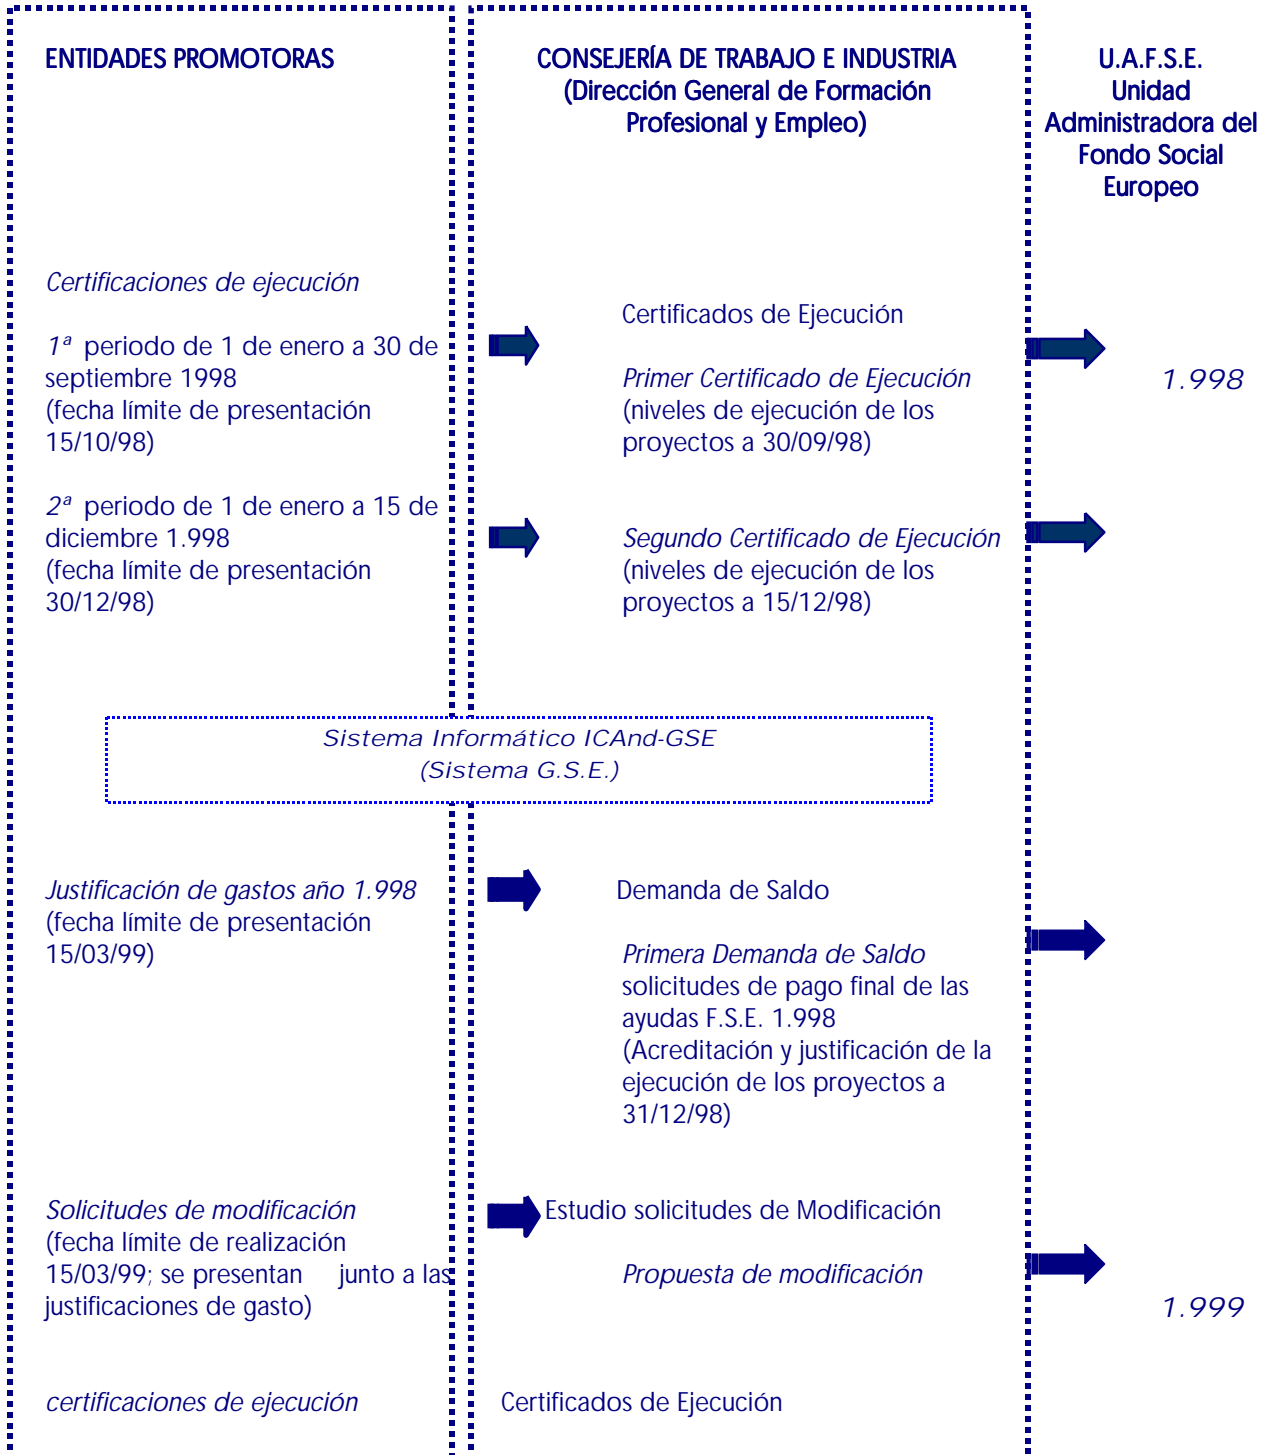 ENTIDADES PROMOTORAS
CONSEJERÍA DE TRABAJO E INDUSTRIA
(Dirección General de Formación
Profesional y Empleo)
U.A.F.S.E.
Unidad
Administradora del
Fondo Social
Europeo
Certificaciones de ejecución
1ª periodo de 1 de enero a 30 de
septiembre 1998
(fecha límite de presentación
15/10/98)
Certificados de Ejecución
Primer Certificado de Ejecución
(niveles de ejecución de los
proyectos a 30/09/98)
1.998
2ª periodo de 1 de enero a 15 de
diciembre 1.998
(fecha límite de presentación
30/12/98)
Segundo Certificado de Ejecución
(niveles de ejecución de los
proyectos a 15/12/98)
Sistema Informático ICAnd-GSE
(Sistema G.S.E.)
Justificación de gastos año 1.998
(fecha límite de presentación
15/03/99)
Demanda de Saldo
Primera Demanda de Saldo
solicitudes de pago final de las
ayudas F.S.E. 1.998
(Acreditación y justificación de la
ejecución de los proyectos a
31/12/98)
Solicitudes de modificación
(fecha límite de realización
15/03/99; se presentan junto a las
justificaciones de gasto)
Estudio solicitudes de Modificación
Propuesta de modificación
1.999
certificaciones de ejecución
Certificados de Ejecución